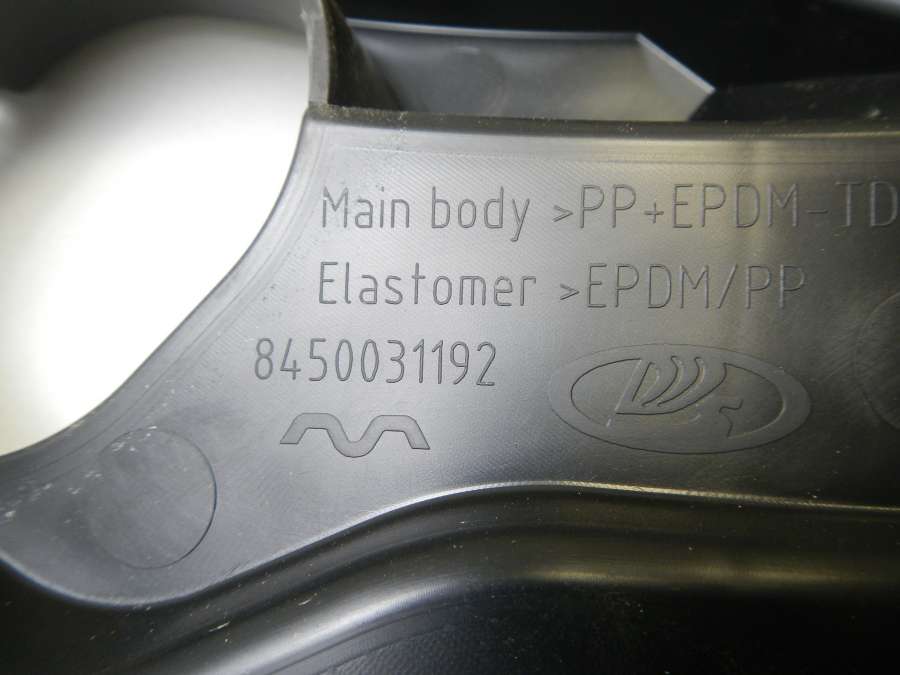 Main body >PP+EPDM-TD
Elastomer >EPDM/PP
8450031192